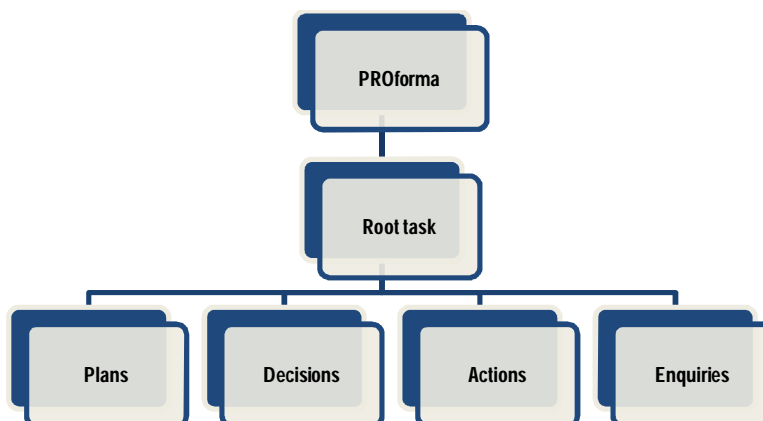 PROforma
Root task
Plans
Decisions
Actions
Enquiries